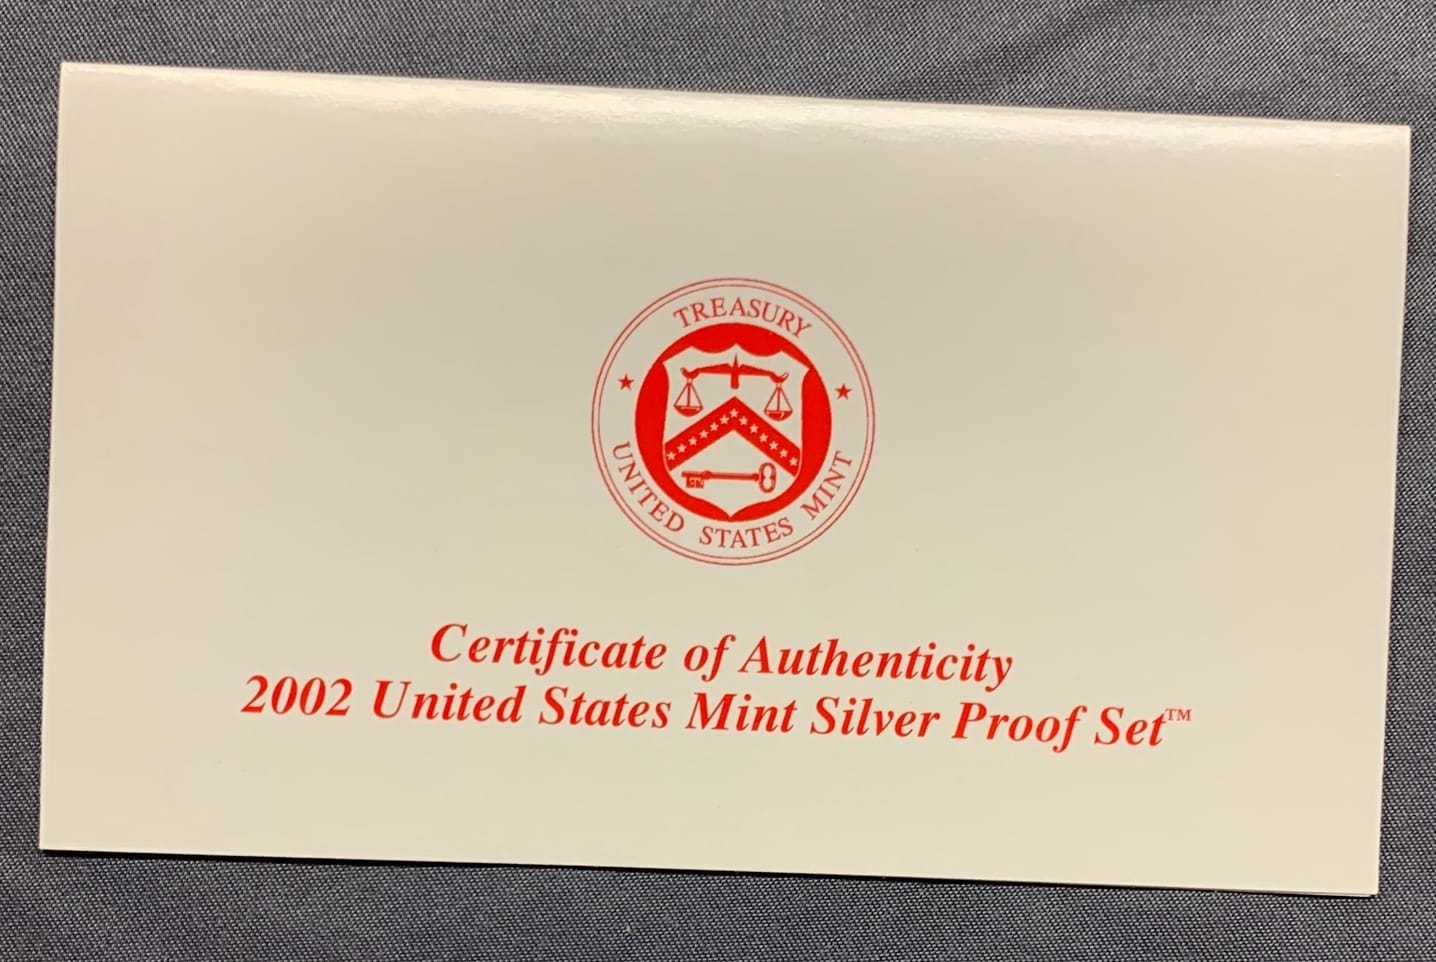 TREASURY
UNITED STATES MINT
Certificate of Authenticity
2002 United States Mint Silver Proof Set™